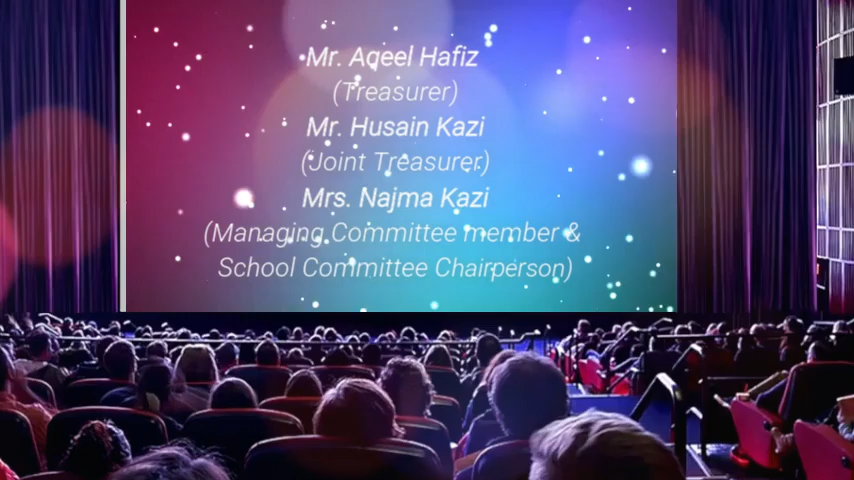 Mr. Aqeel Hafiz
(Treasurer)
Mr. Husain Kazi
(Joint Treasurer)
Mrs. Najma Kazi
(Managing Committee member &
School Committee Chairperson)